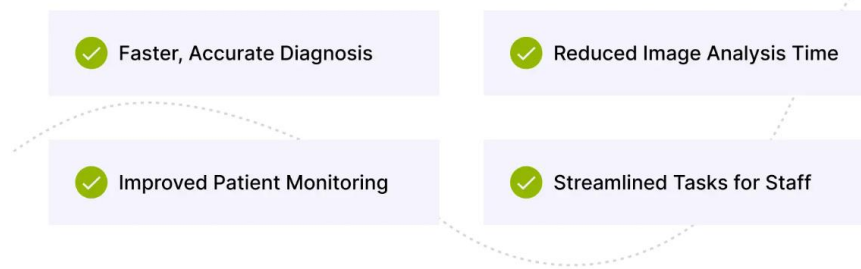 Faster, Accurate Diagnosis
Reduced Image Analysis Time
Improved Patient Monitoring
Streamlined Tasks for Staff